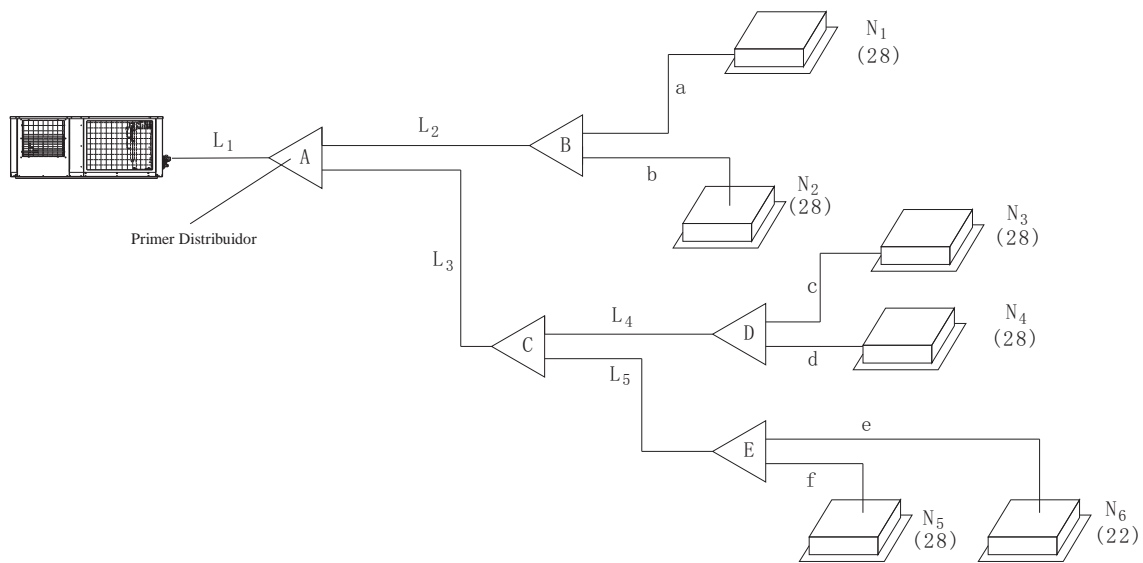 N₁
(28)
a
L₂
B
L₁
A
b
N₂
(28)
Primer Distribuidor
N₃
(28)
L₃
c
L₄
D
N₄
(28)
C
d
L₅
e
E
f
N₅
(28)
N₆
(22)